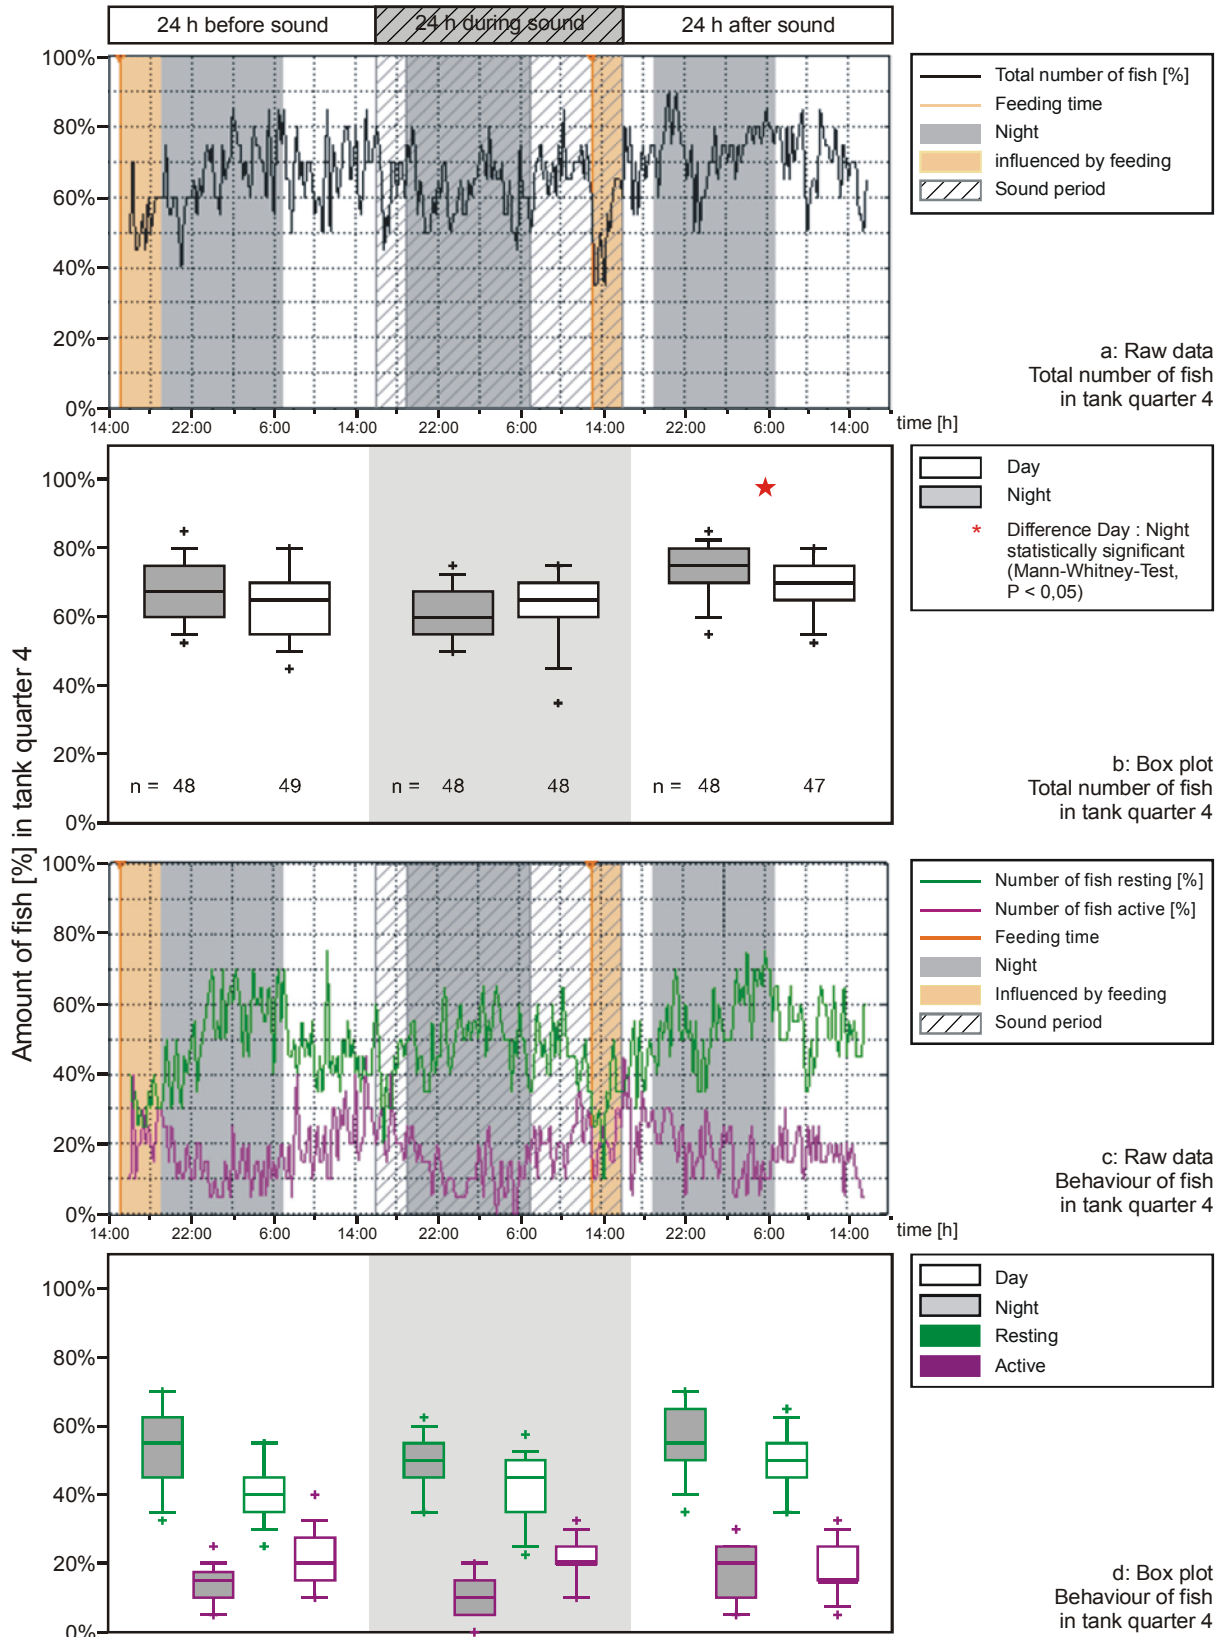 24 h before sound
24 h during sound
24 h after sound
100%
80%
60%
40%
20%
0%
14:00
22:00
6:00
14:00
22:00
6:00
14:00
22:00
6:00
14:00
time [h]
Total number of fish [%]
Feeding time
Night
influenced by feeding
Sound period
a: Raw data
Total number of fish
in tank quarter 4
Amount of fish [%] in tank quarter 4
100%
80%
60%
40%
20%
0%
n = 48
49
n = 48
48
n = 48
47
Day
Night
* Difference Day : Night
statistically significant
(Mann-Whitney-Test,
P < 0,05)
b: Box plot
Total number of fish
in tank quarter 4
100%
80%
60%
40%
20%
0%
14:00
22:00
6:00
14:00
22:00
6:00
14:00
22:00
6:00
14:00
time [h]
Number of fish resting [%]
Number of fish active [%]
Feeding time
Night
Influenced by feeding
Sound period
c: Raw data
Behaviour of fish
in tank quarter 4
100%
80%
60%
40%
20%
0%
Day
Night
Resting
Active
d: Box plot
Behaviour of fish
in tank quarter 4